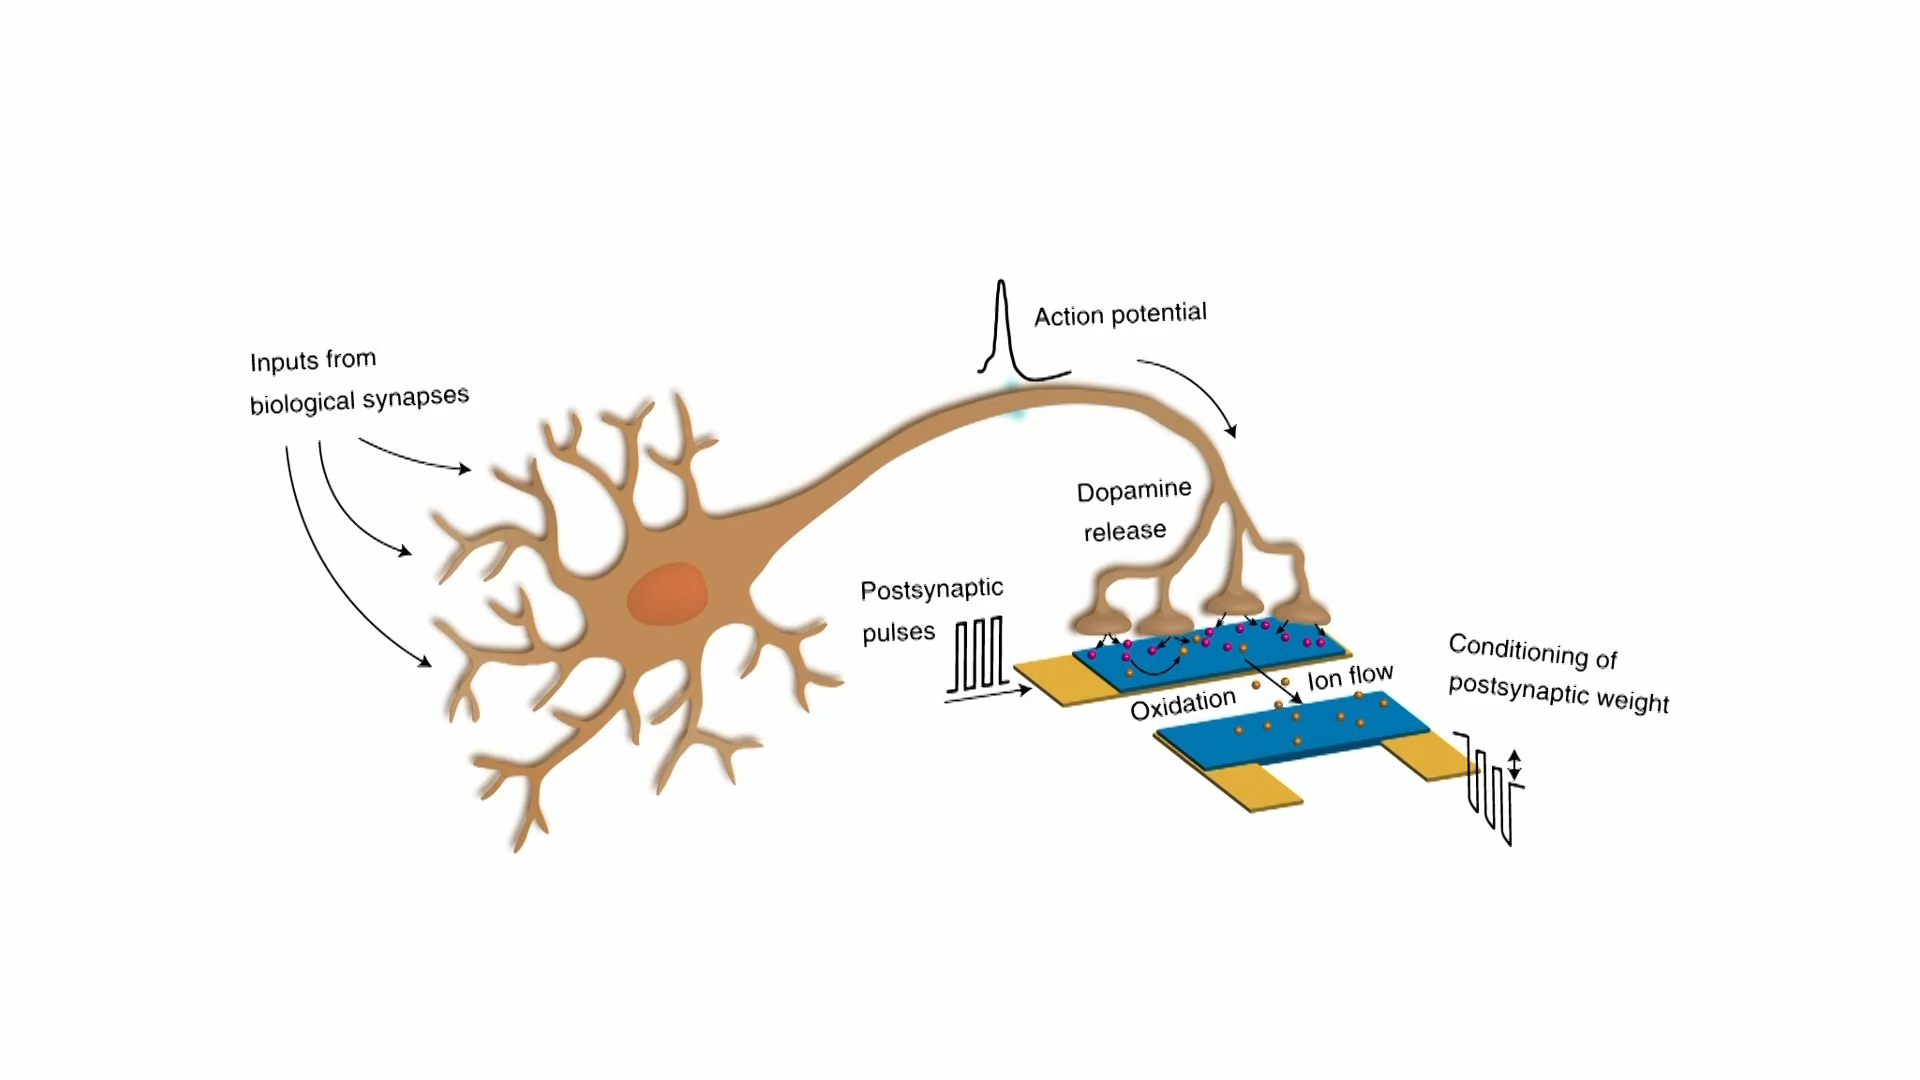 Inputs from
biological synapses
Action potential
Dopamine
release
Postsynaptic
pulses
Oxidation
Ion flow
Conditioning of
postsynaptic weight